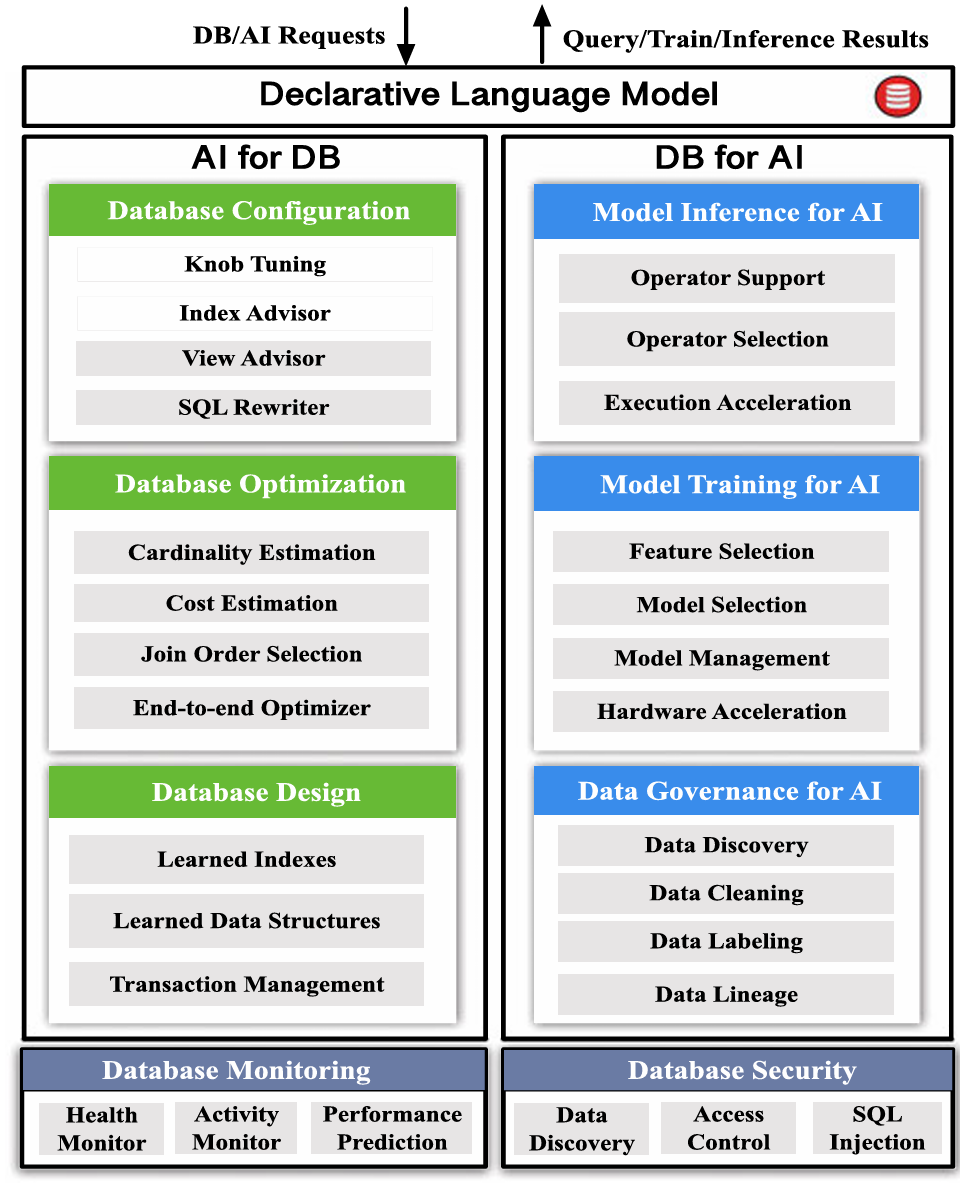 DB/AI Requests
Query/Train/Inference Results
Declarative Language Model
AI for DB
Database Configuration
Knob Tuning
Index Advisor
View Advisor
SQL Rewriter
Database Optimization
Cardinality Estimation
Cost Estimation
Join Order Selection
End-to-end Optimizer
Database Design
Learned Indexes
Learned Data Structures
Transaction Management
DB for AI
Model Inference for AI
Operator Support
Operator Selection
Execution Acceleration
Model Training for AI
Feature Selection
Model Selection
Model Management
Hardware Acceleration
Data Governance for AI
Data Discovery
Data Cleaning
Data Labeling
Data Lineage
Database Monitoring
Health
Monitor
Activity
Monitor
Performance
Prediction
Database Security
Data
Discovery
Access
Control
SQL
Injection